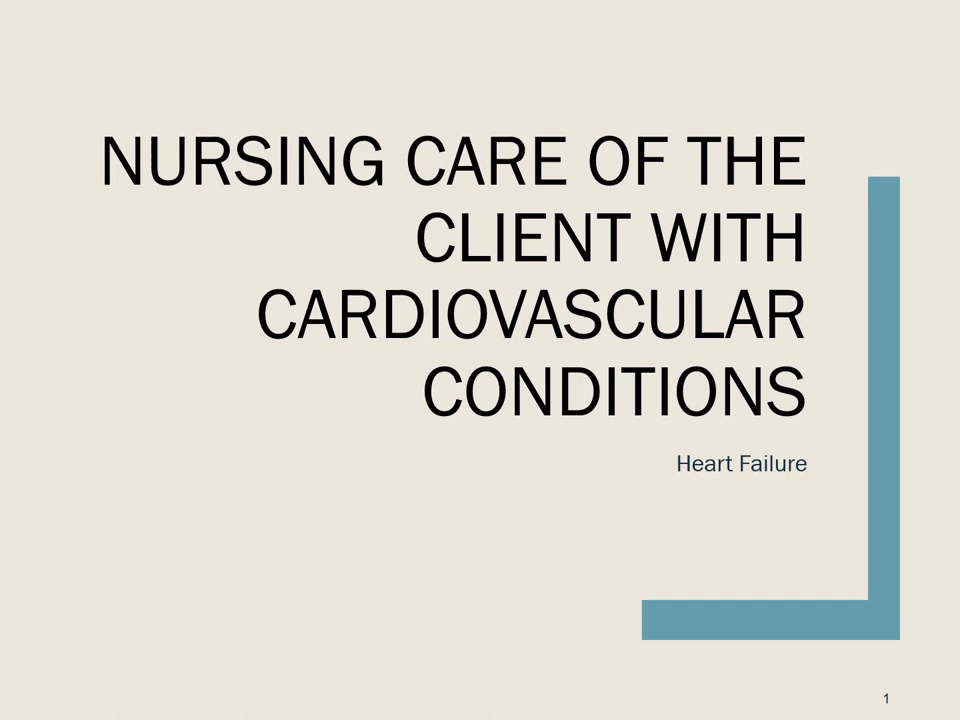 NURSING CARE OF THE
CLIENT WITH
CARDIOVASCULAR
CONDITIONS
Heart Failure
1